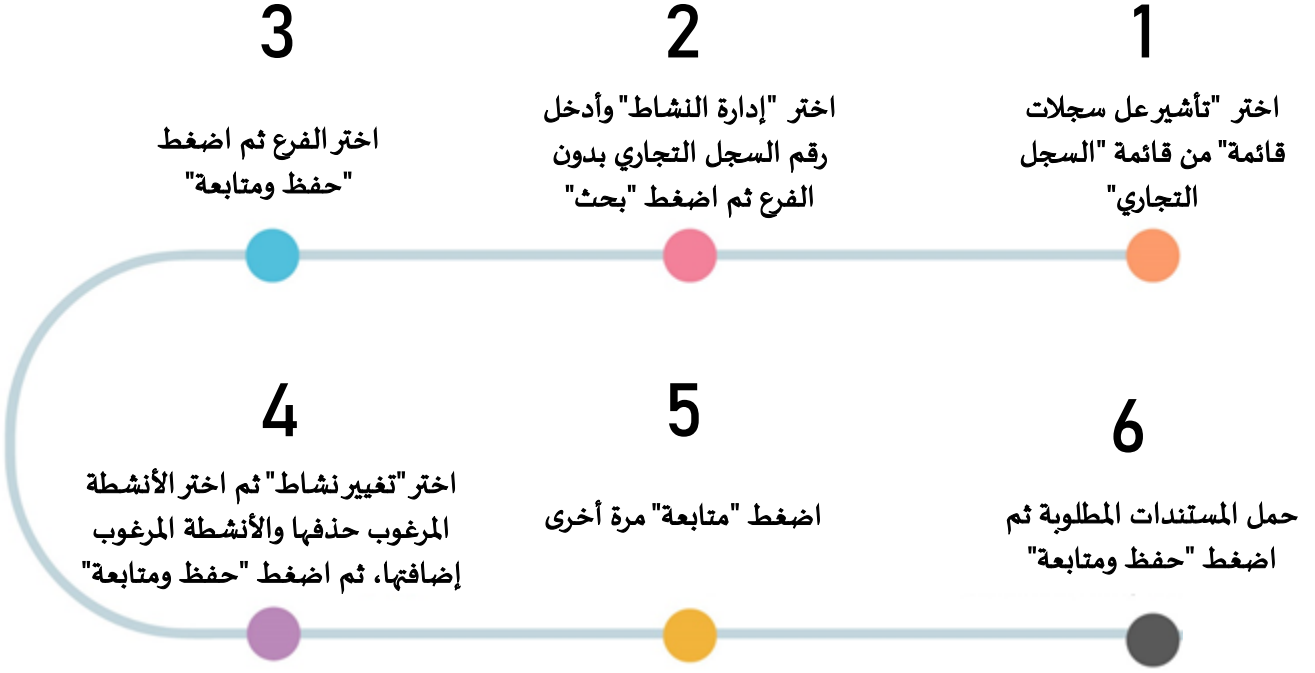 1
اختر "تأشير عل سجلات
قائمة" من قائمة "السجل
التجاري"
2
اختر "إدارة النشاط" وأدخل
رقم السجل التجاري بدون
الفرع ثم اضغط "بحث"
3
اختر الفرع ثم اضغط
"حفظ ومتابعة"
4
اختر "تغيير نشاط" ثم اختر الأنشطة
المرغوب حذفها والأنشطة المرغوب
إضافتها، ثم اضغط "حفظ ومتابعة"
5
اضغط "متابعة" مرة أخرى
6
حمل المستندات المطلوبة ثم
اضغط "حفظ ومتابعة"